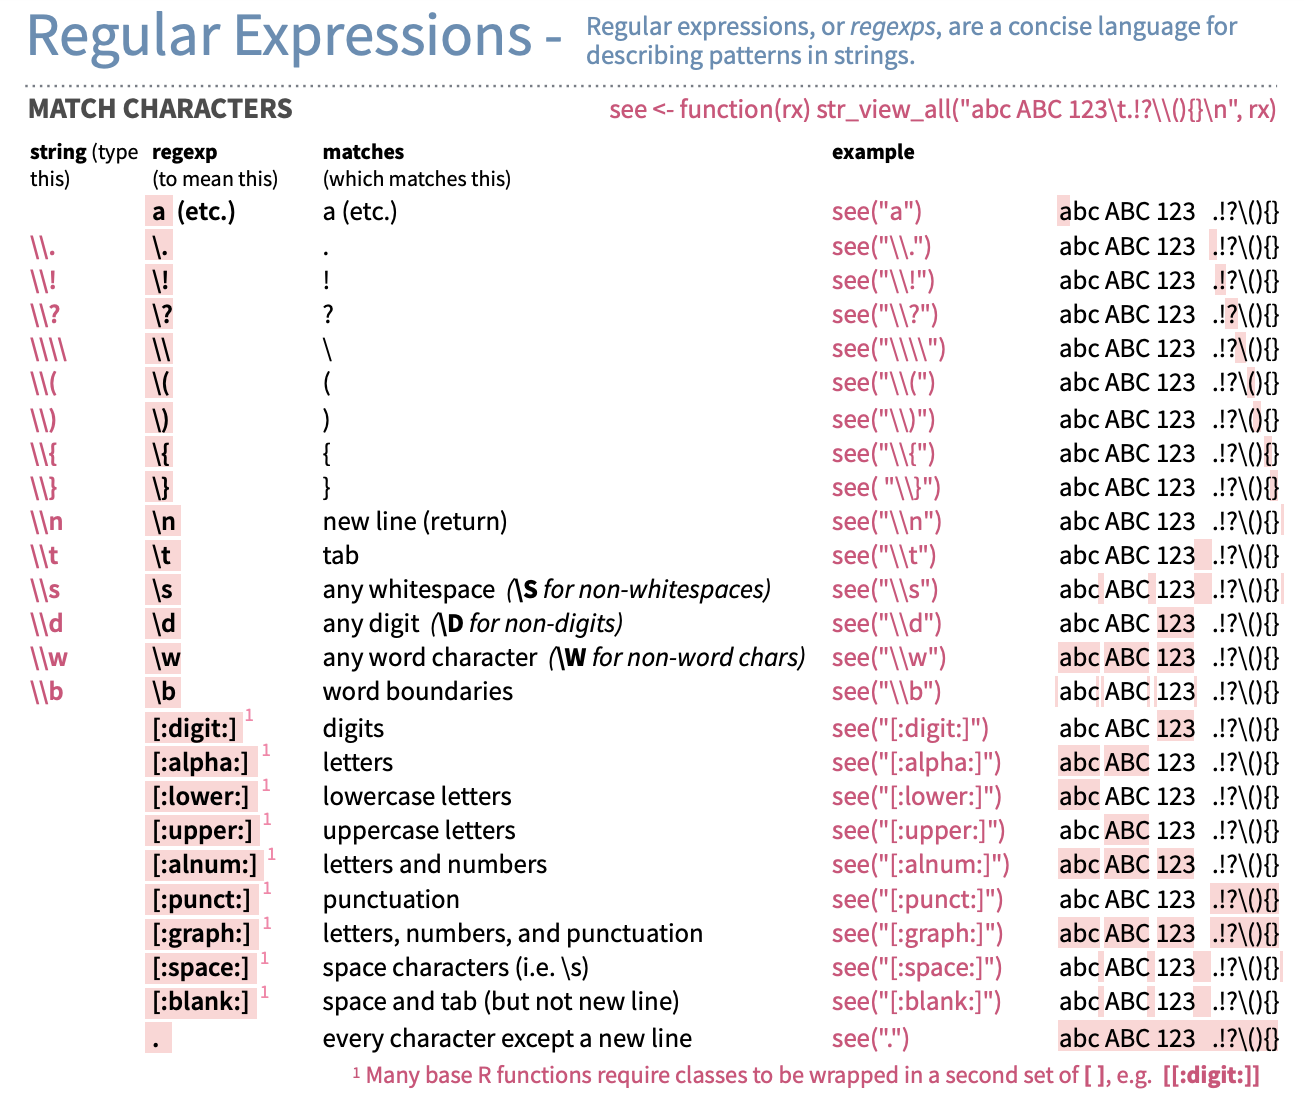 Regular Expressions - Regular expressions, or regexps, are a concise language for
describing patterns in strings.
MATCH CHARACTERS see <- function(rx) str_view_all("abc ABC 123\t.!?\\(){}\n", rx)
string (type regexp matches example
this) (to mean this) (which matches this)
a (etc.) a (etc.) see("a") abc ABC 123 .!?\(){}
\\. \. . see("\\.") abc ABC 123 .!?\(){}
\\! \! ! see("\\!") abc ABC 123 .!?\(){}
\\? \? ? see("\\?") abc ABC 123 .!?\(){}
\\\\ \\ \ see("\\\\") abc ABC 123 .!?\(){}
\\( \( ( see("\\(") abc ABC 123 .!?\(){}
\\) \) ) see("\\)") abc ABC 123 .!?\(){}
\\{ \{ { see("\\{") abc ABC 123 .!?\(){}
\\} \} } see( "\\}") abc ABC 123 .!?\(){}
\\n \n new line (return) see("\\n") abc ABC 123 .!?\(){}
\\t \t tab see("\\t") abc ABC 123 .!?\(){}
\\s \s any whitespace (\S for non-whitespaces) see("\\s") abc ABC 123 .!?\(){}
\\d \d any digit (\D for non-digits) see("\\d") abc ABC 123 .!?\(){}
\\w \w any word character (\W for non-word chars) see("\\w") abc ABC 123 .!?\(){}
\\b \b word boundaries see("\\b") abc ABC 123 .!?\(){}
[:digit:] 1 digits see("[:digit:]") abc ABC 123 .!?\(){}
[:alpha:] 1 letters see("[:alpha:]") abc ABC 123 .!?\(){}
[:lower:] 1 lowercase letters see("[:lower:]") abc ABC 123 .!?\(){}
[:upper:] 1 uppercase letters see("[:upper:]") abc ABC 123 .!?\(){}
[:alnum:] 1 letters and numbers see("[:alnum:]") abc ABC 123 .!?\(){}
[:punct:] 1 punctuation see("[:punct:]") abc ABC 123 .!?\(){}
[:graph:] 1 letters, numbers, and punctuation see("[:graph:]") abc ABC 123 .!?\(){}
[:space:] 1 space characters (i.e. \s) see("[:space:]") abc ABC 123 .!?\(){}
[:blank:] 1 space and tab (but not new line) see("[:blank:]") abc ABC 123 .!?\(){}
. every character except a new line see(".") abc ABC 123 .!?\(){}
1 Many base R functions require classes to be wrapped in a second set of [ ], e.g. [[:digit:]]